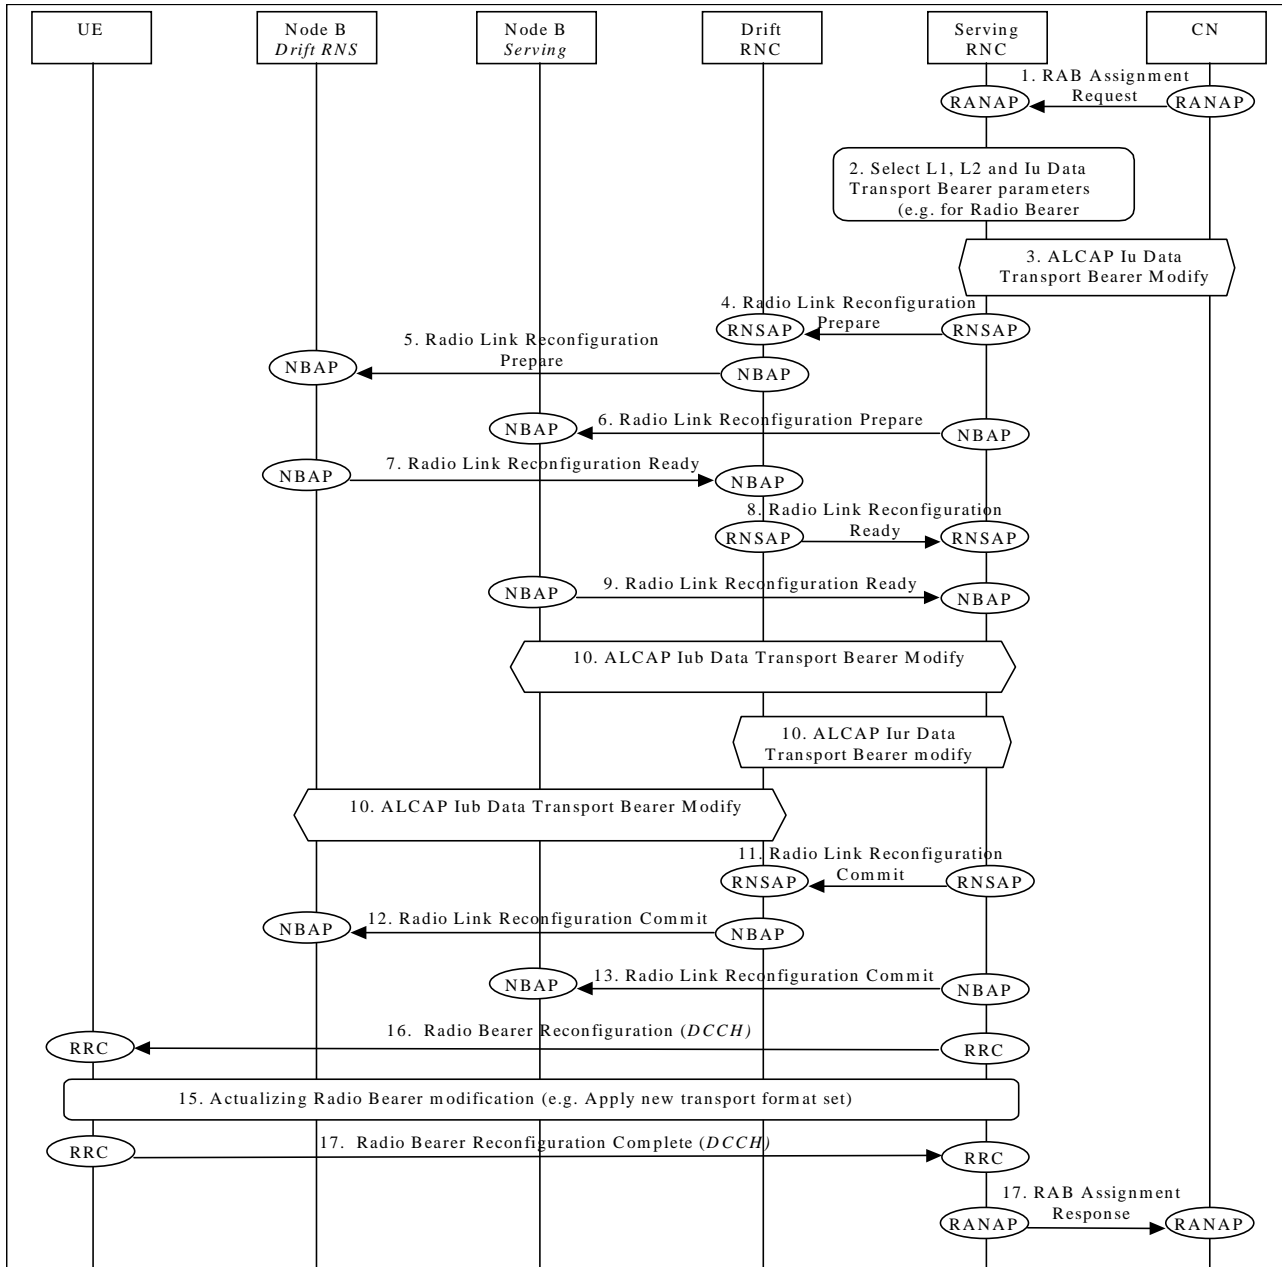 UE
Node B
Drift RNS
Node B
Serving
Drift
RNC
Serving
RNC
CN
1. RAB Assignment
Request
RANAP
RANAP
2. Select L1, L2 and Iu Data
Transport Bearer parameters
(e.g. for Radio Bearer
3. ALCAP Iu Data
Transport Bearer Modify
4. Radio Link Reconfiguration
Prepare
RNSAP
RNSAP
5. Radio Link Reconfiguration
Prepare
NBAP
NBAP
6. Radio Link Reconfiguration Prepare
NBAP
NBAP
7. Radio Link Reconfiguration Ready
NBAP
NBAP
8. Radio Link Reconfiguration
Ready
RNSAP
RNSAP
9. Radio Link Reconfiguration Ready
NBAP
NBAP
10. ALCAP Iub Data Transport Bearer Modify
10. ALCAP Iur Data
Transport Bearer modify
10. ALCAP Iub Data Transport Bearer Modify
11. Radio Link Reconfiguration
Commit
RNSAP
RNSAP
12. Radio Link Reconfiguration Commit
NBAP
NBAP
13. Radio Link Reconfiguration Commit
NBAP
NBAP
16. Radio Bearer Reconfiguration (DCCH)
RRC
RRC
15. Actualizing Radio Bearer modification (e.g. Apply new transport format set)
17. Radio Bearer Reconfiguration Complete (DCCH)
RRC
RRC
17. RAB Assignment
Response
RANAP
RANAP